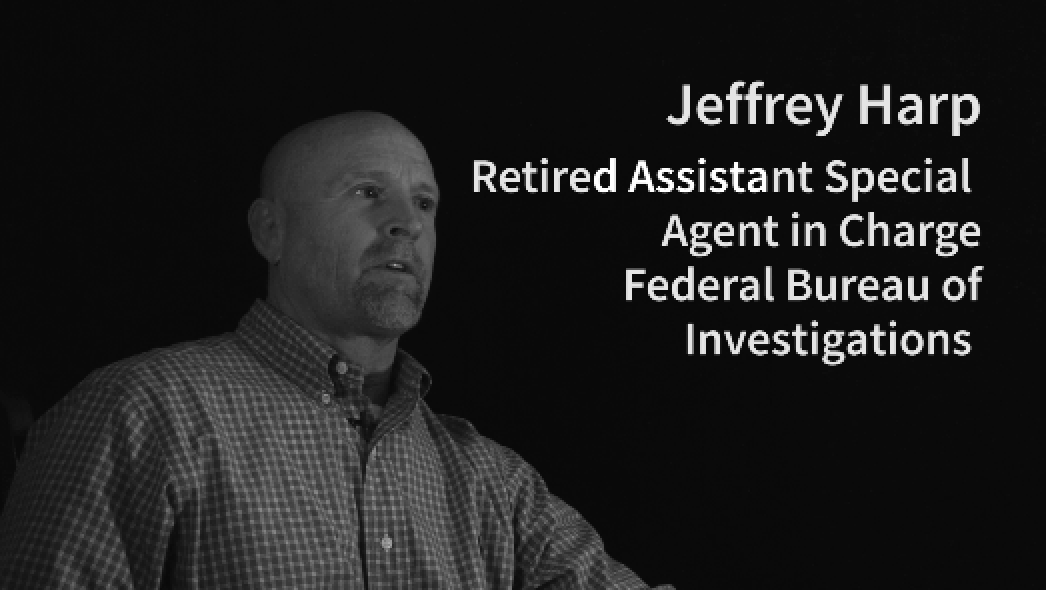 Jeffrey Harp
Retired Assistant Special
Agent in Charge
Federal Bureau of
Investigations